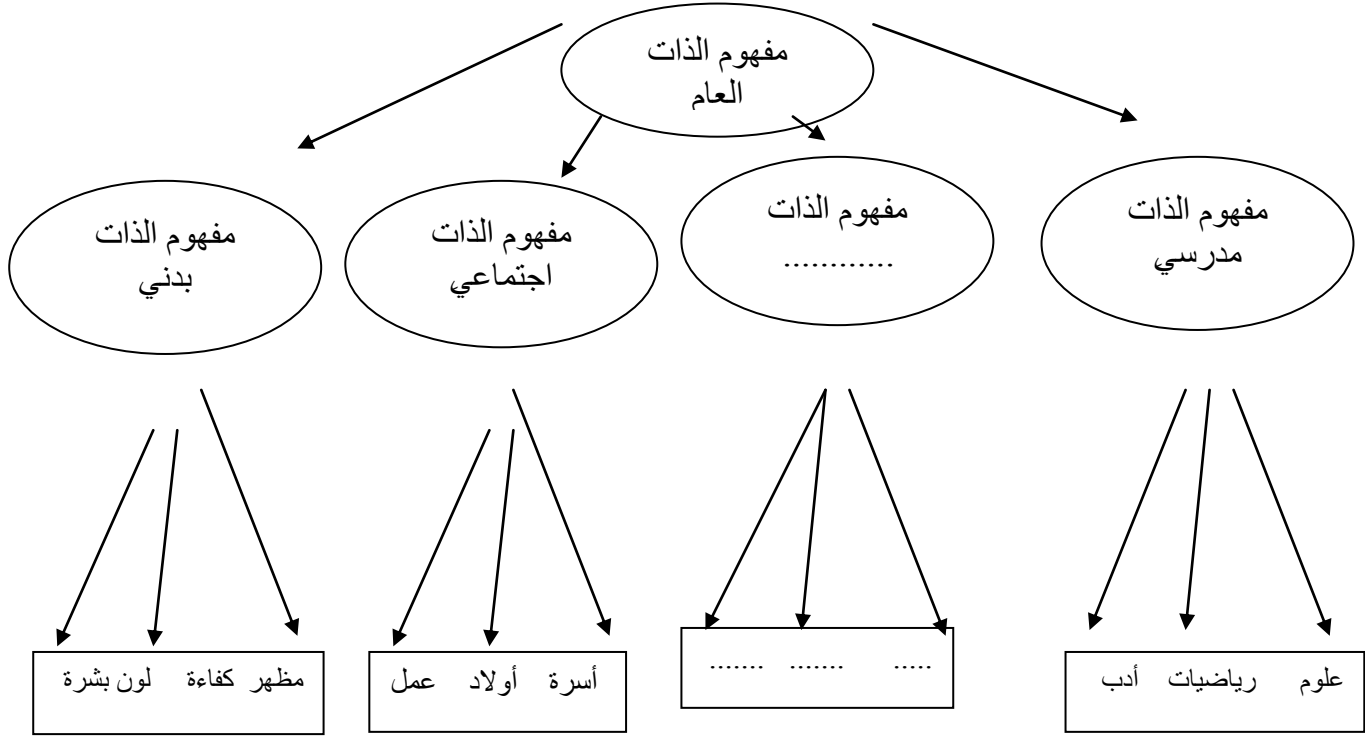 مفهوم الذات
العام
مفهوم الذات
مدرسي
مفهوم الذات
............
مفهوم الذات
اجتماعي
مفهوم الذات
بدني
علوم رياضيات أدب
..... ....... .......
أسرة أولاد عمل
مظهر كفاءة لون بشرة